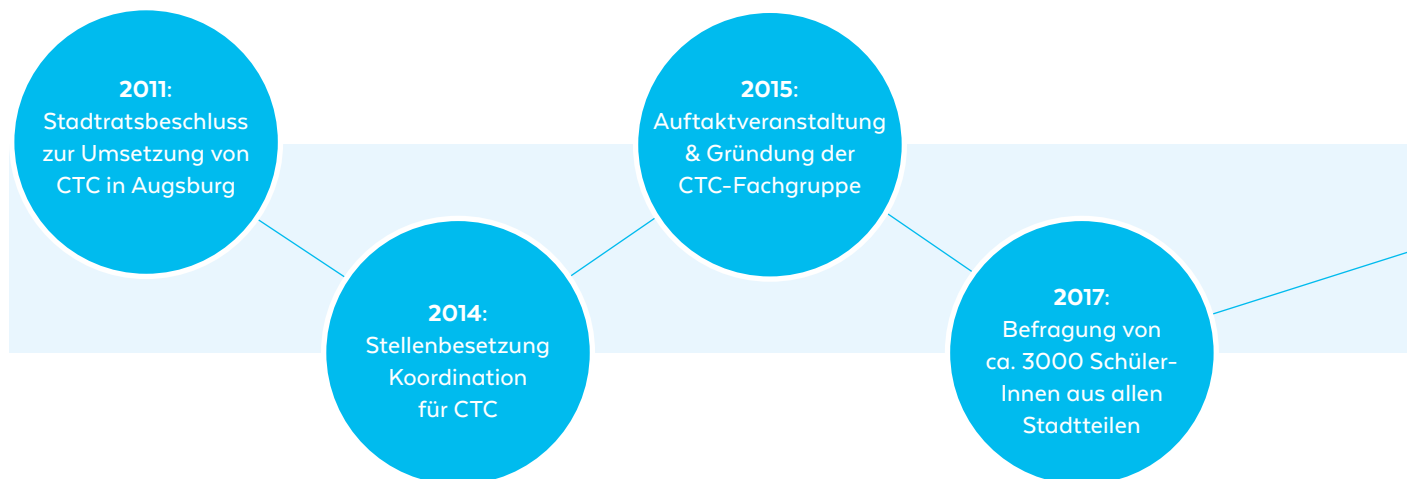 2011:
Stadtratsbeschluss
zur Umsetzung von
CTC in Augsburg
2014:
Stellenbesetzung
Koordination
für CTC
2015:
Auftaktveranstaltung
& Gründung der
CTC-Fachgruppe
2017:
Befragung von
ca. 3000 Schüler-
Innen aus allen
Stadtteilen